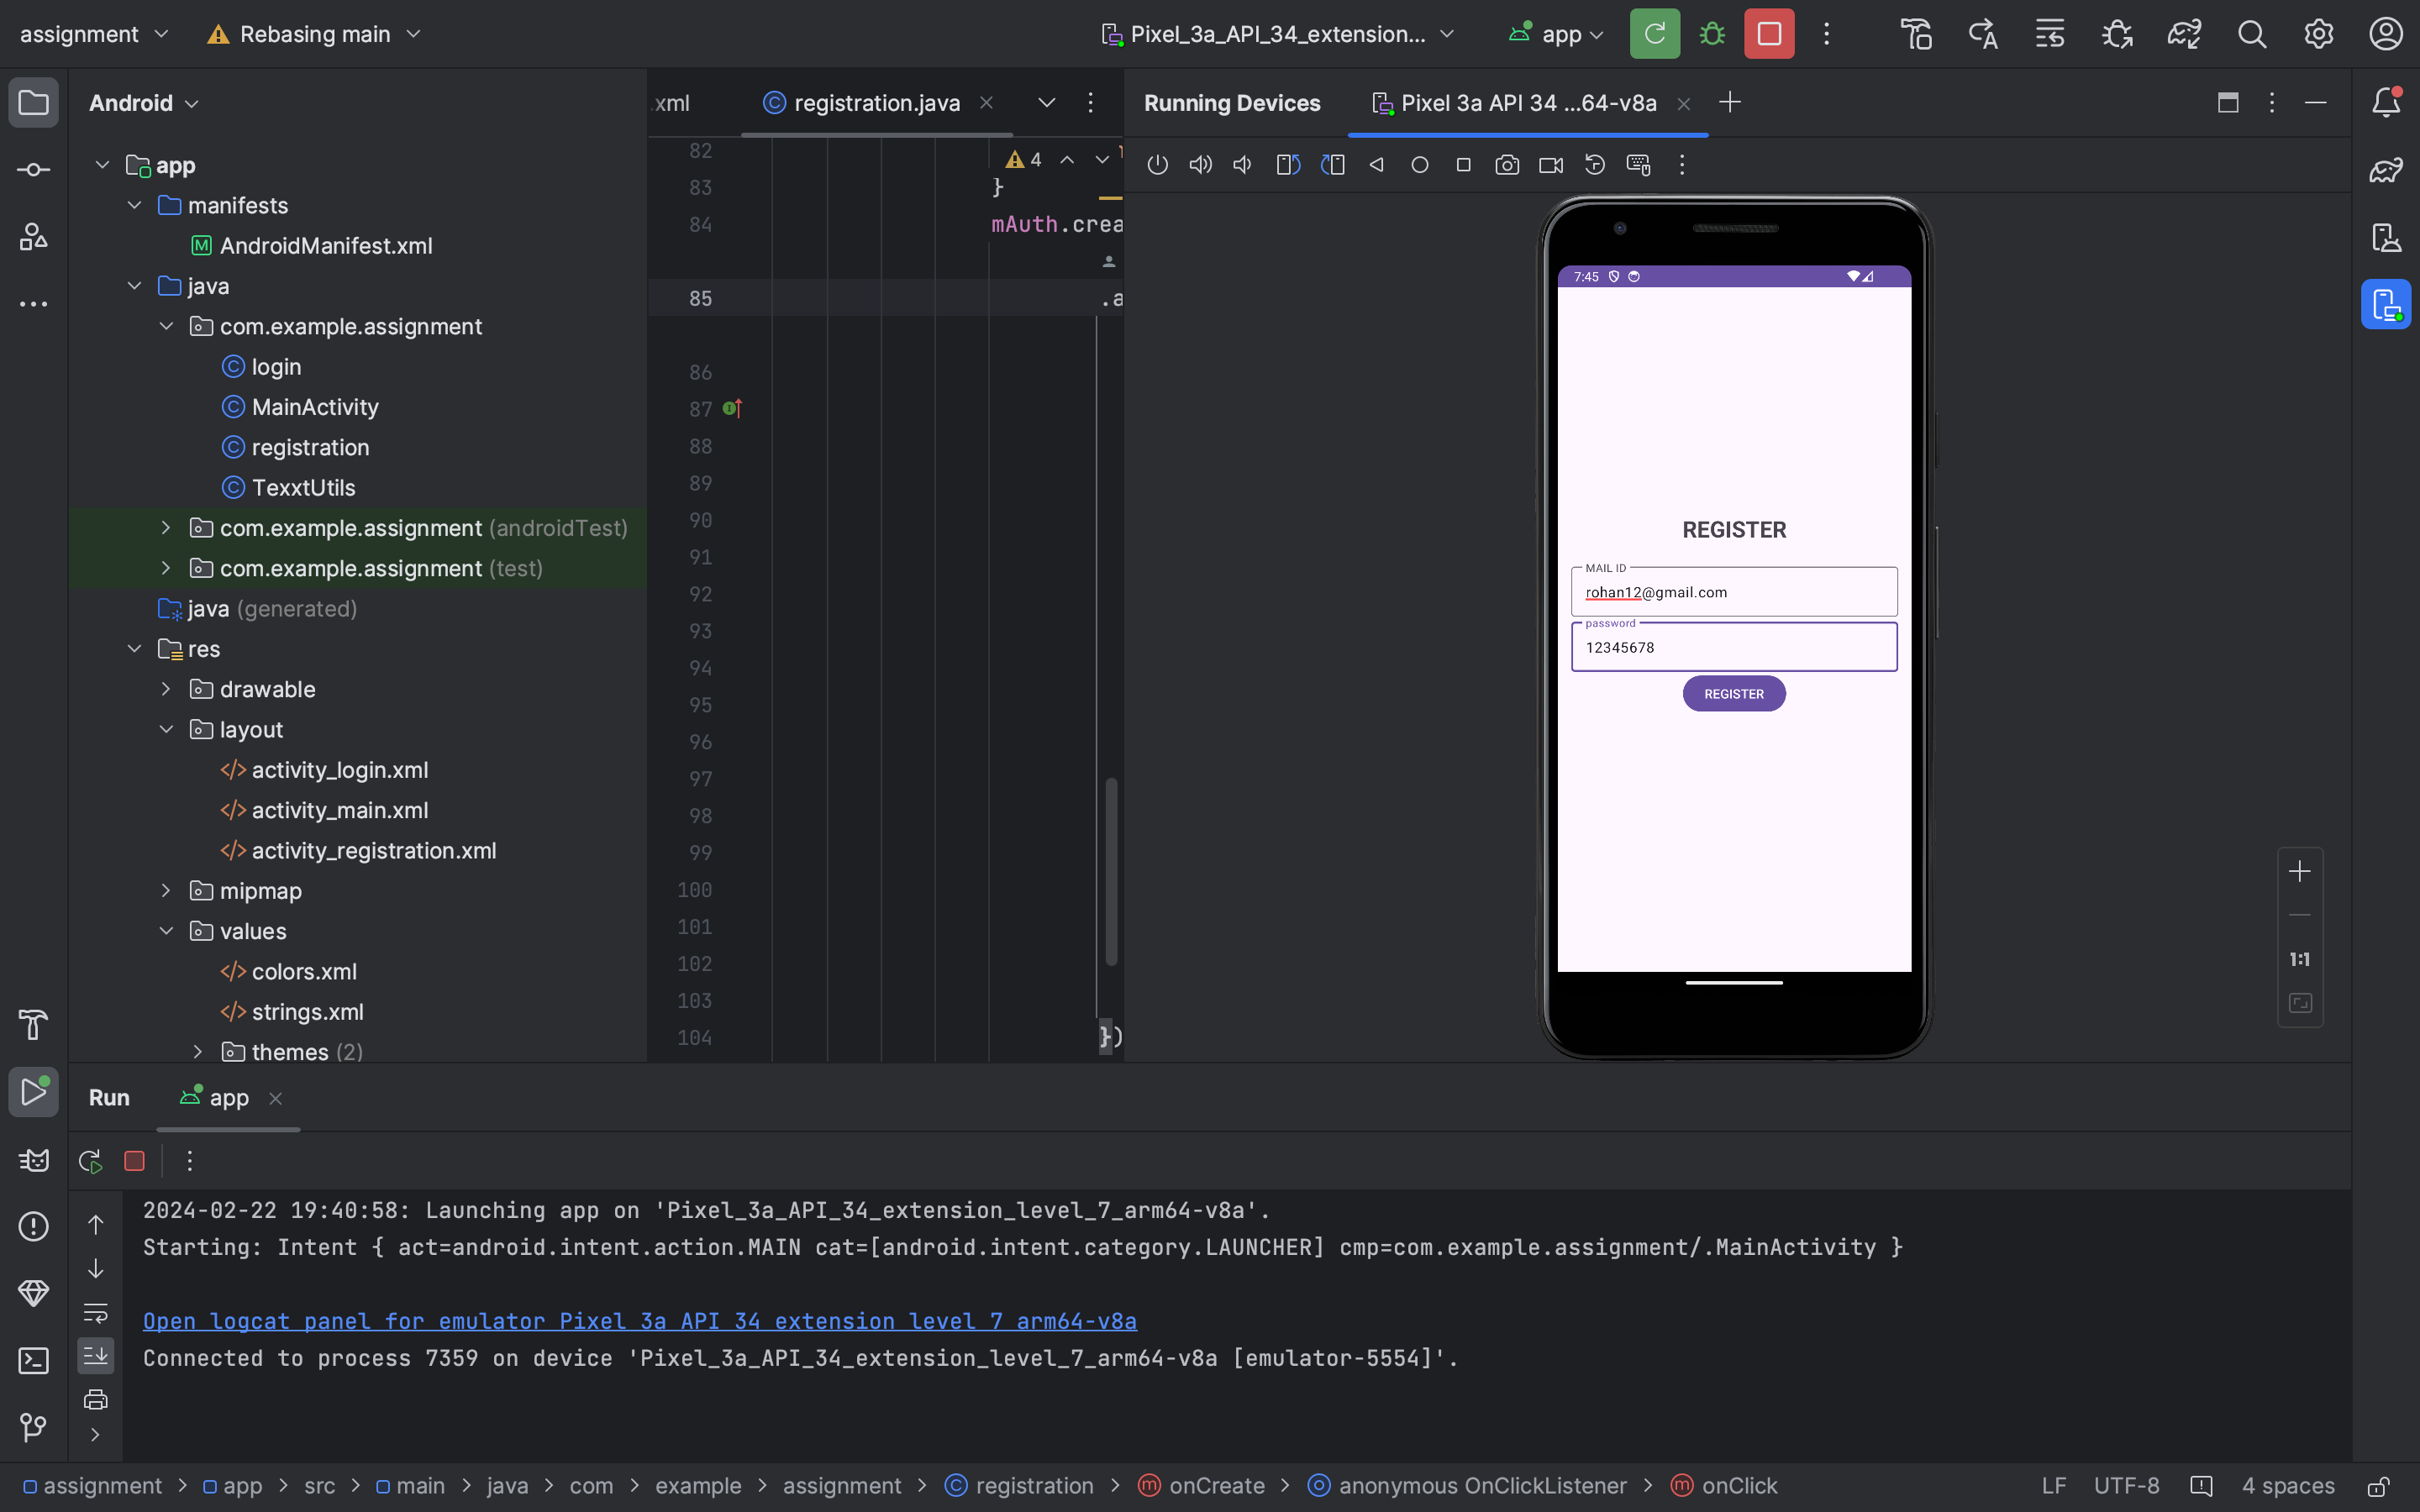 assignment
Rebasing main
Pixel_3a_API_34_extension...
app
Android
.xml
registration.java
Running Devices
Pixel 3a API 34 ...64-v8a
app
manifests
AndroidManifest.xml
java
com.example.assignment
login
MainActivity
registration
TexxtUtils
com.example.assignment (androidTest)
com.example.assignment (test)
java (generated)
res
drawable
layout
activity_login.xml
activity_main.xml
activity_registration.xml
mipmap
values
colors.xml
strings.xml
themes (2)
4
82
83 }
84 mAuth.crea
85 .a
86
87
88
89
90
91
92
93
94
95
96
97
98
99
100
101
102
103
104 })
7:45
REGISTER
MAIL ID
rohan12@gmail.com
password
12345678
REGISTER
1:1
Run
app
2024-02-22 19:40:58: Launching app on 'Pixel_3a_API_34_extension_level_7_arm64-v8a'.
Starting: Intent { act=android.intent.action.MAIN cat=[android.intent.category.LAUNCHER] cmp=com.example.assignment/.MainActivity }
Open logcat panel for emulator Pixel 3a API 34 extension level 7 arm64-v8a
Connected to process 7359 on device 'Pixel_3a_API_34_extension_level_7_arm64-v8a [emulator-5554]'.
assignment > app > src > main > java > com > example > assignment > registration > onCreate > anonymous OnClickListener > onClick
LF UTF-8 4 spaces